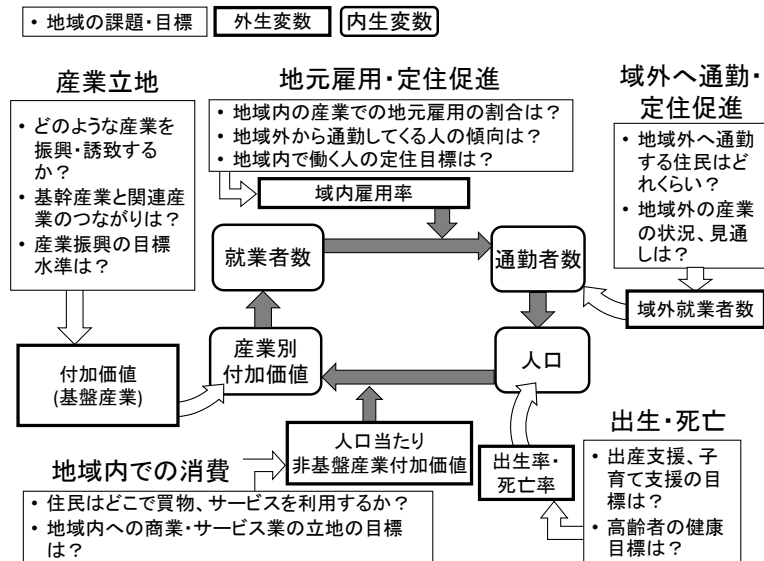 ・地域の課題・目標
外生変数
内生変数
産業立地
• どのような産業を
振興・誘致する
か？
• 基幹産業と関連産
業のつながりは？
• 産業振興の目標
水準は？
地元雇用・定住促進
• 地域内の産業での地元雇用の割合は？
• 地域外から通勤してくる人の傾向は？
• 地域内で働く人の定住目標は？
域外へ通勤・
定住促進
• 地域外へ通勤
する住民はど
れくらい？
• 地域外の産業
の状況、見通
しは？
域内雇用率
就業者数
通勤者数
域外就業者数
付加価値
(基盤産業)
産業別
付加価値
人口
人口当たり
非基盤産業付加価値
出生率・
死亡率
地域内での消費
• 住民はどこで買物、サービスを利用するか？
• 地域内への商業・サービス業の立地の目標
は？
出生・死亡
• 出産支援、子
育て支援の目
標は？
• 高齢者の健康
目標は？